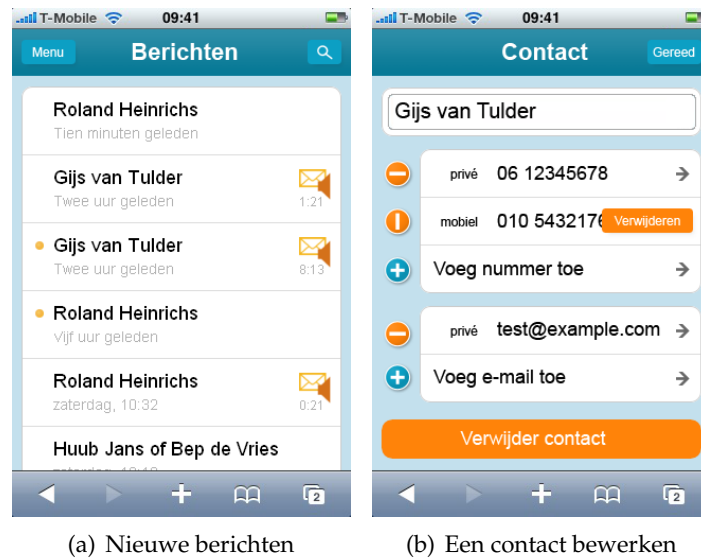 T-Mobile 09:41
Menu Berichten
Roland Heinrichs
Tien minuten geleden
Gijs van Tulder
Twee uur geleden 1:21
Gijs van Tulder
Twee uur geleden 8:13
Roland Heinrichs
Vijf uur geleden
Roland Heinrichs
zaterdag, 10:32 0:21
Huub Jans of Bep de Vries
2
(a) Nieuwe berichten
T-Mobile 09:41
Contact Gereed
Gijs van Tulder
privé 06 12345678
mobiel 010 5432176 Verwijderen
Voeg nummer toe
privé test@example.com
Voeg e-mail toe
Verwijder contact
2
(b) Een contact bewerken